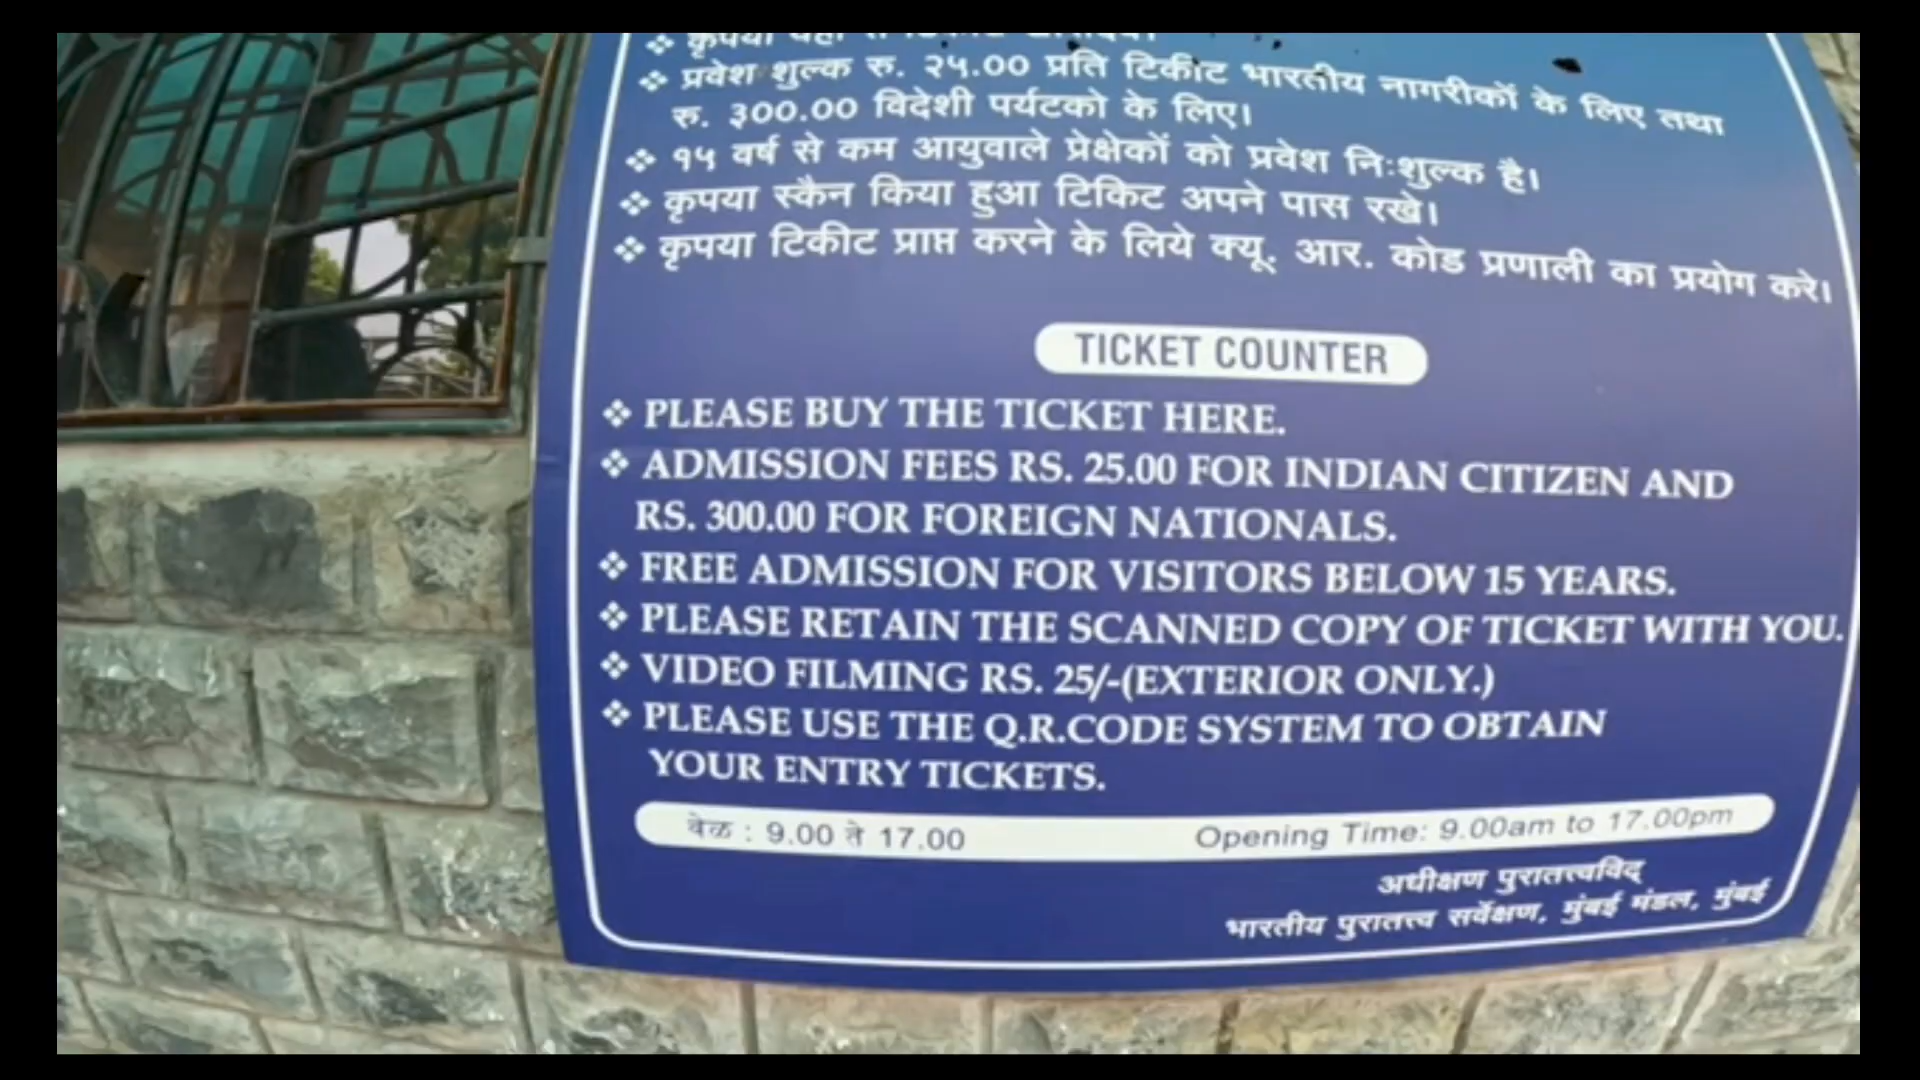 ❖ कृपया यहाँ से
❖ प्रवेश शुल्क रु. २५.00 प्रति टिकीट भारतीय नागरीकों के लिए तथा
रु. ३00.00 विदेशी पर्यटको के लिए।
❖ १५ वर्ष से कम आयुवाले प्रेक्षेकों को प्रवेश निःशुल्क है।
❖ कृपया स्कैन किया हुआ टिकिट अपने पास रखे।
❖ कृपया टिकीट प्राप्त करने के लिये क्यू. आर. कोड प्रणाली का प्रयोग करे।
TICKET COUNTER
❖ PLEASE BUY THE TICKET HERE.
❖ ADMISSION FEES RS. 25.00 FOR INDIAN CITIZEN AND
RS. 300.00 FOR FOREIGN NATIONALS.
❖ FREE ADMISSION FOR VISITORS BELOW 15 YEARS.
❖ PLEASE RETAIN THE SCANNED COPY OF TICKET WITH YOU.
❖ VIDEO FILMING RS. 25/-(EXTERIOR ONLY.)
❖ PLEASE USE THE Q.R.CODE SYSTEM TO OBTAIN
YOUR ENTRY TICKETS.
वेळ : 9.00 ते 17.00 Opening Time: 9.00am to 17.00pm
अधीक्षण पुरातत्त्वविद्
भारतीय पुरातत्त्व सर्वेक्षण, मुंबई मंडल, मुंबई